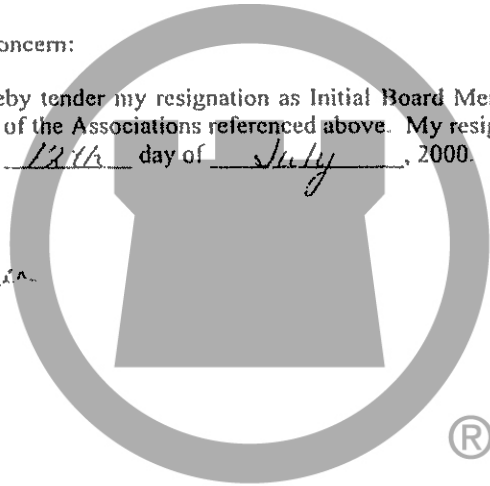 oncern:
eby tender my resignation as Initial Board Me
of the Associations referenced above. My resig
12th day of July, 2000.
®